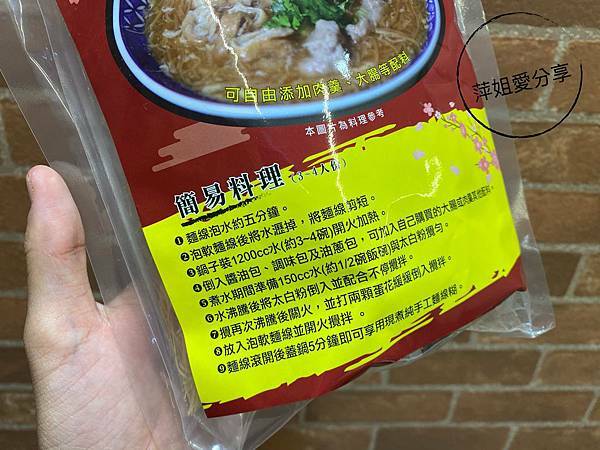 可自由添加肉羹、大腸等配料
本圖片為料理參考
萍姐愛分享
簡易料理(3-4人份)
❶ 麵線泡水約五分鐘。
❷泡軟麵線後將水瀝掉,將麵線剪短。
❸鍋子裝1200cc水(約3~4碗)開火加熱。
❹倒入醬油包、調味包及油蔥包,可加入自己購買的大腸或肉羹其他配料。
❺煮水期間準備150cc水(約1/2碗飯碗)與太白粉攪勻。
❻水沸騰後將太白粉倒入並配合不停攪拌。
❼攪再次沸騰後關火,並打兩顆蛋花緩緩倒入攪拌。
❽放入泡軟麵線並開火攪拌。
❾麵線滾開後蓋鍋5分鐘即可享用現煮純手工麵線糊。